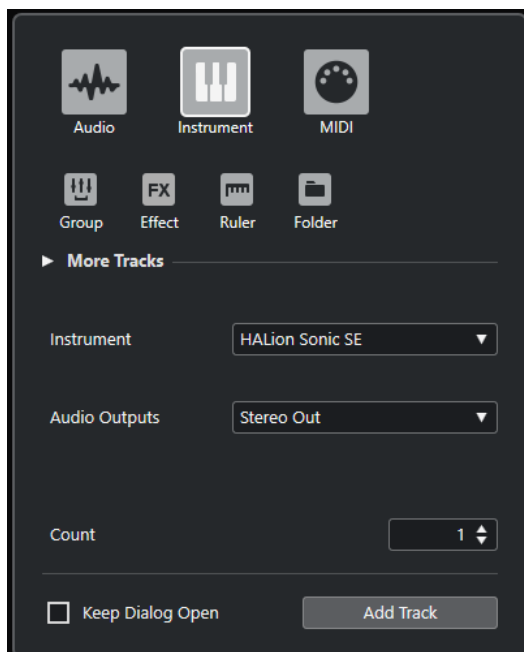 Audio Instrument MIDI
FX
Group Effect Ruler Folder
More Tracks
Instrument HALion Sonic SE
Audio Outputs Stereo Out
Count 1
Keep Dialog Open Add Track